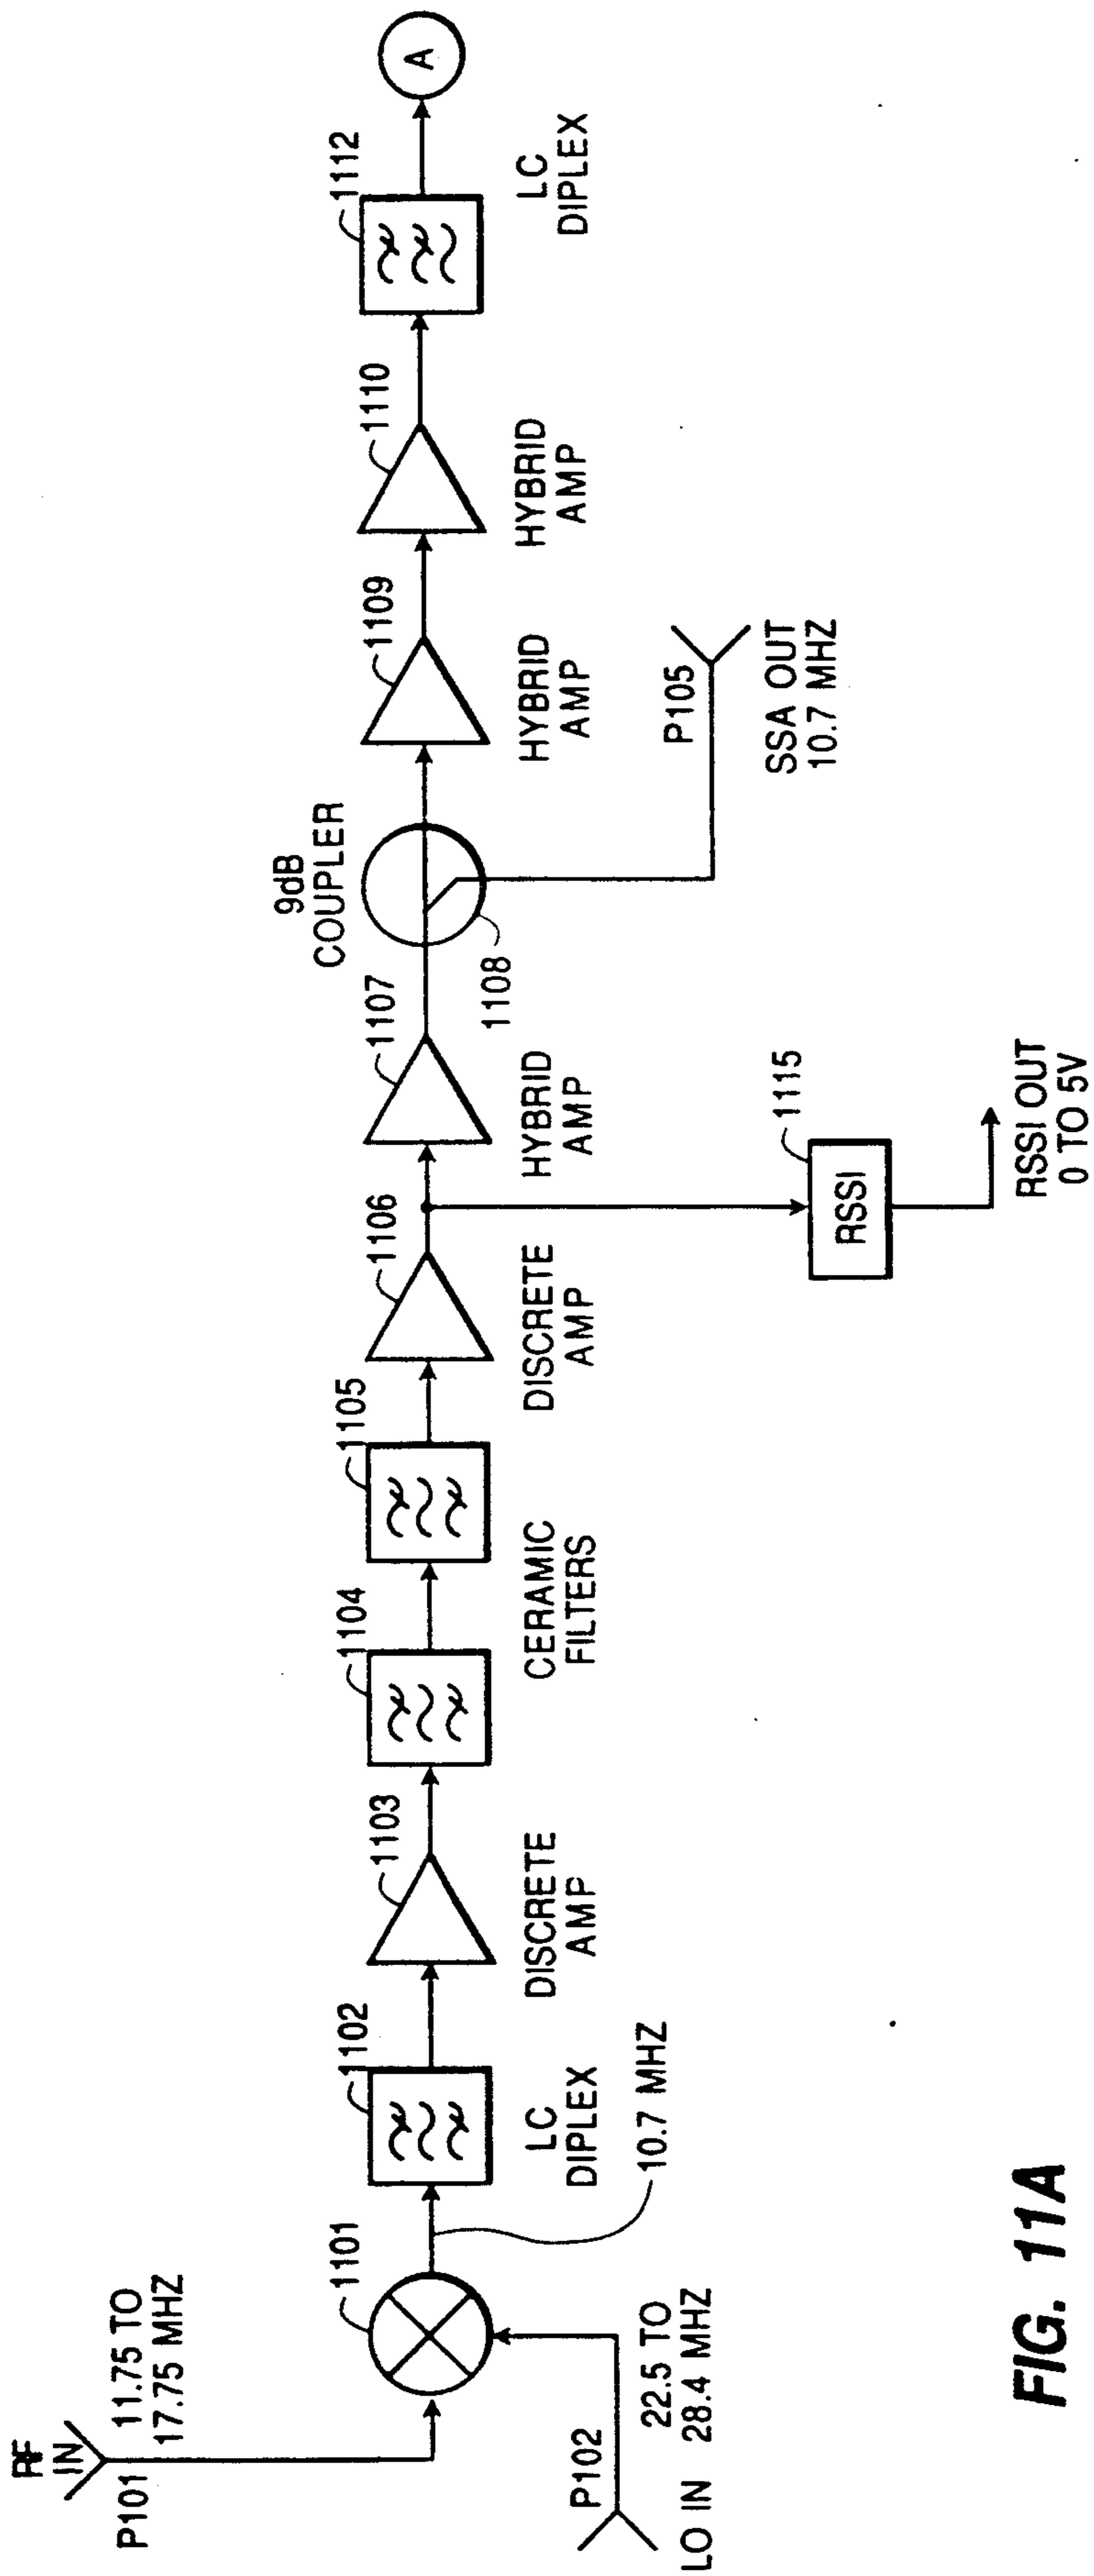 RF
IN
P101
11.75 TO
17.75 MHZ
P102
LO IN
22.5 TO
28.4 MHZ
1101
10.7 MHZ
1102
LC
DIPLEX
1103
DISCRETE
AMP
1104
1105
CERAMIC
FILTERS
1106
DISCRETE
AMP
1115
RSSI
RSSI OUT
0 TO 5V
1107
HYBRID
AMP
9dB
COUPLER
1108
P105
SSA OUT
10.7 MHZ
1109
HYBRID
AMP
1110
HYBRID
AMP
1112
LC
DIPLEX
A
FIG. 11A